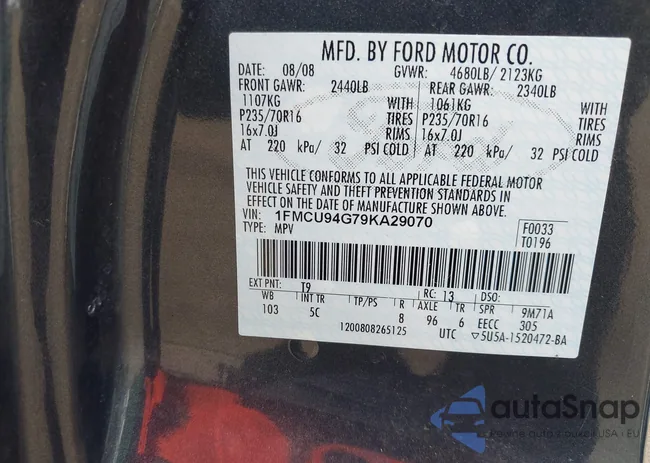 MFD. BY FORD MOTOR CO.
DATE: 08/08 GVWR: 4680LB/ 2123KG
FRONT GAWR: 2440LB REAR GAWR: 2340LB
1107KG WITH 1061KG WITH
P235/70R16 TIRES P235/70R16 TIRES
16x7.0J RIMS 16x7.0J RIMS
AT 220 kPa/ 32 PSI COLD AT 220 kPa/ 32 PSI COLD
THIS VEHICLE CONFORMS TO ALL APPLICABLE FEDERAL MOTOR
VEHICLE SAFETY AND THEFT PREVENTION STANDARDS IN
EFFECT ON THE DATE OF MANUFACTURE SHOWN ABOVE.
VIN: 1FMCU94G79KA29070 F0033
TYPE: MPV T0196
EXT PNT: T9 RC: 13 DSO:
WB INT TR TP/PS R AXLE TR SPR 9M71A
103 5C 8 96 6 EECC 305
1200808265125 UTC ▽5U5A-1520472-BA
autoSnap
USA i EU